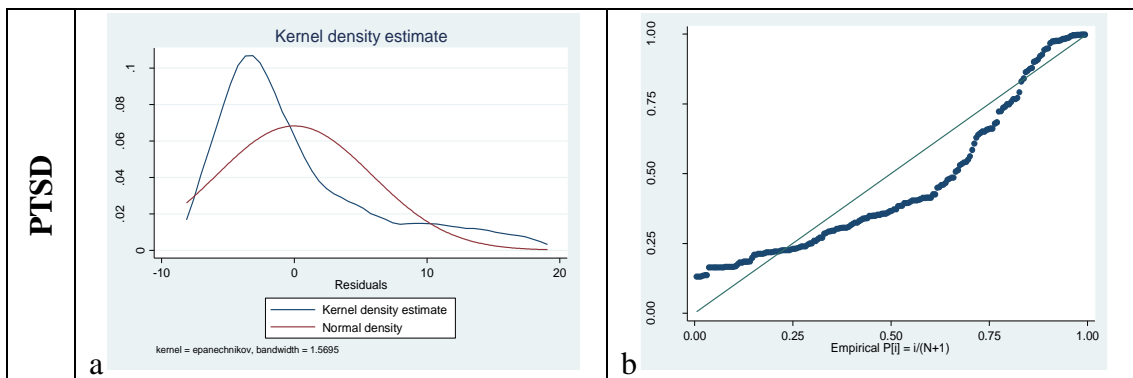 PTSD
Kernel density estimate
.1
.08
.06
.04
.02
0
-10
0
10
20
Residuals
Kernel density estimate
Normal density
kernel = epanechnikov, bandwidth = 1.5695
a
1.00
0.75
0.50
0.25
0.00
0.00
0.25
0.50
0.75
1.00
Empirical P[i] = i/(N+1)
b